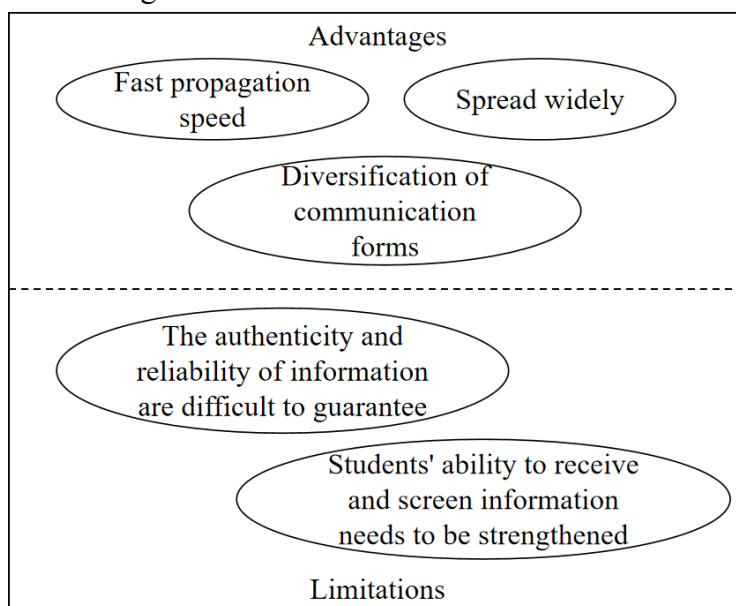 Advantages
Fast propagation
speed
Spread widely
Diversification of
communication
forms
The authenticity and
reliability of information
are difficult to guarantee
Students' ability to receive
and screen information
needs to be strengthened
Limitations